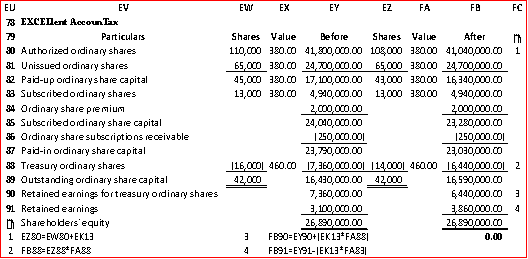 EU EV EW EX EY EZ FA FB FC
78 EXCELlent AccounTax
79 Particulars Shares Value Before Shares Value After
80 Authorized ordinary shares 110,000 380.00 41,800,000.00 108,000 380.00 41,040,000.00 1
81 Unissued ordinary shares 65,000 380.00 24,700,000.00 65,000 380.00 24,700,000.00
82 Paid-up ordinary share capital 45,000 380.00 17,100,000.00 43,000 380.00 16,340,000.00
83 Subscribed ordinary shares 13,000 380.00 4,940,000.00 13,000 380.00 4,940,000.00
84 Ordinary share premium 2,000,000.00 2,000,000.00
85 Subscribed ordinary share capital 24,040,000.00 23,280,000.00
86 Ordinary share subscriptions receivable (250,000.00) (250,000.00)
87 Paid-in ordinary share capital 23,790,000.00 23,030,000.00
88 Treasury ordinary shares (16,000) 460.00 (7,360,000.00) (14,000) 460.00 (6,440,000.00) 2
89 Outstanding ordinary share capital 42,000 16,430,000.00 42,000 16,590,000.00
90 Retained earnings for treasury ordinary shares 7,360,000.00 6,440,000.00 3
91 Retained earnings 3,100,000.00 3,860,000.00 4
Shareholders' equity 26,890,000.00 26,890,000.00
1 EZ80=EW80+EK13 3 FB90=EY90+(EK13*FA88) 0.00
2 FB88=EZ88*FA88 4 FB91=EY91-(EK13*FA83)